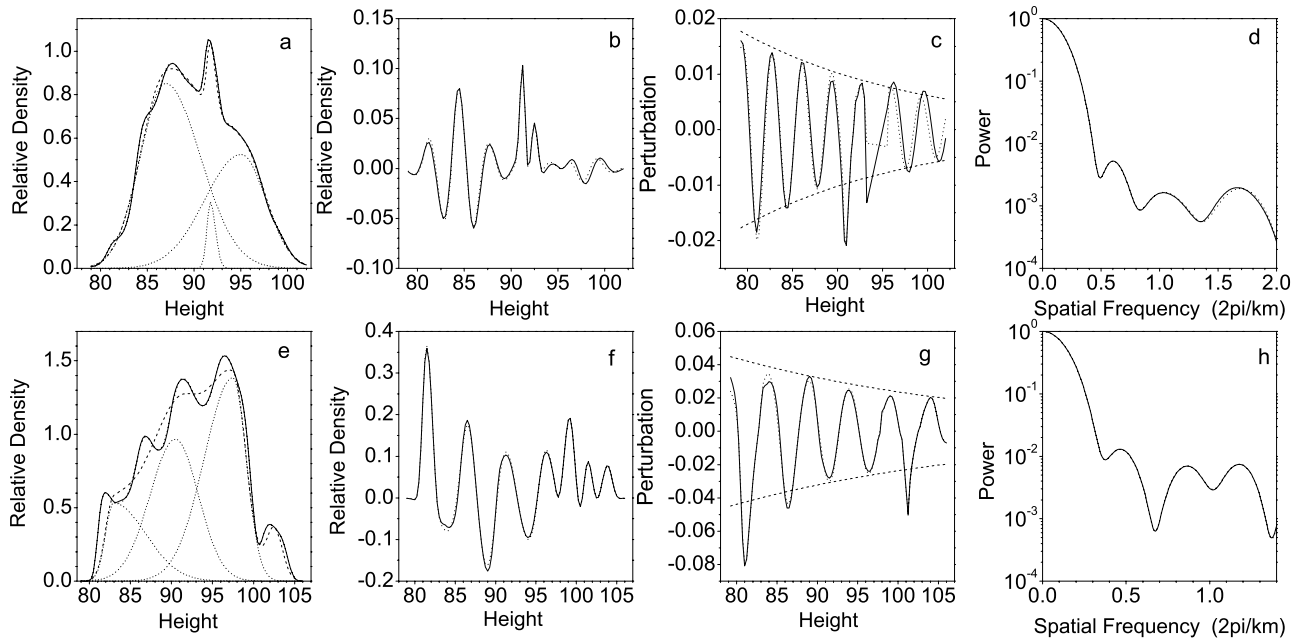 a
Relative Density
0.0
0.2
0.4
0.6
0.8
1.0
80 85 90 95 100
Height
b
Relative Density
0.15
0.10
0.05
0.00
-0.05
-0.10
80 85 90 95 100
Height
c
Perturbation
0.02
0.01
0.00
-0.01
-0.02
80 85 90 95 100
Height
d
Power
10^0
10^-1
10^-2
10^-3
10^-4
0.0 0.5 1.0 1.5 2.0
Spatial Frequency (2pi/km)
e
Relative Density
0.0
0.5
1.0
1.5
80 85 90 95 100 105
Height
f
Relative Density
0.4
0.3
0.2
0.1
0.0
-0.1
-0.2
80 85 90 95 100 105
Height
g
Perturbation
0.06
0.04
0.02
0.00
-0.02
-0.04
-0.06
-0.08
80 85 90 95 100 105
Height
h
Power
10^0
10^-1
10^-2
10^-3
10^-4
0.0 0.5 1.0
Spatial Frequency (2pi/km)